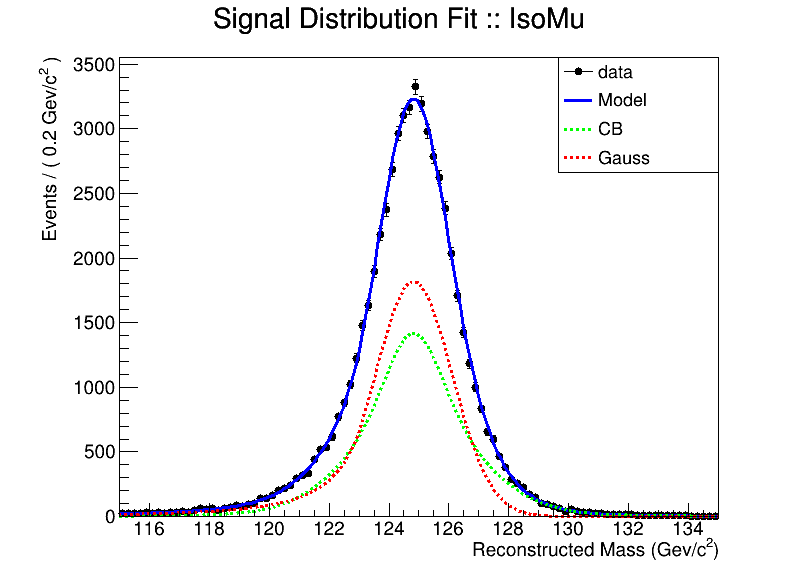 Signal Distribution Fit :: IsoMu
Events / ( 0.2 Gev/c² )
3500
3000
2500
2000
1500
1000
500
0
data
Model
CB
Gauss
116 118 120 122 124 126 128 130 132 134
Reconstructed Mass (Gev/c²)